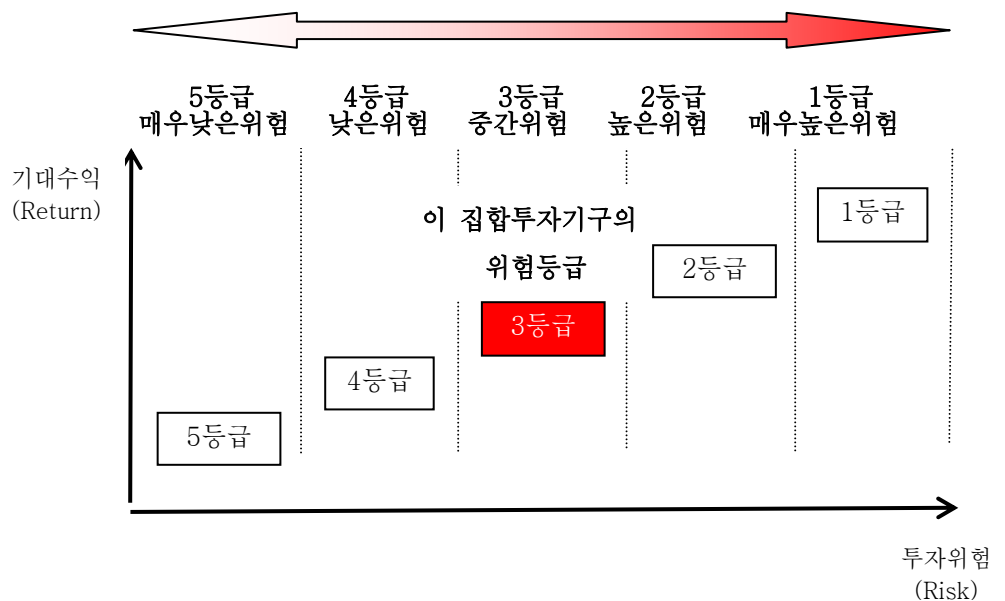 5등급
매우낮은위험
4등급
낮은위험
3등급
중간위험
2등급
높은위험
1등급
매우높은위험
기대수익
(Return)
이 집합투자기구의
위험등급
1등급
2등급
3등급
4등급
5등급
투자위험
(Risk)